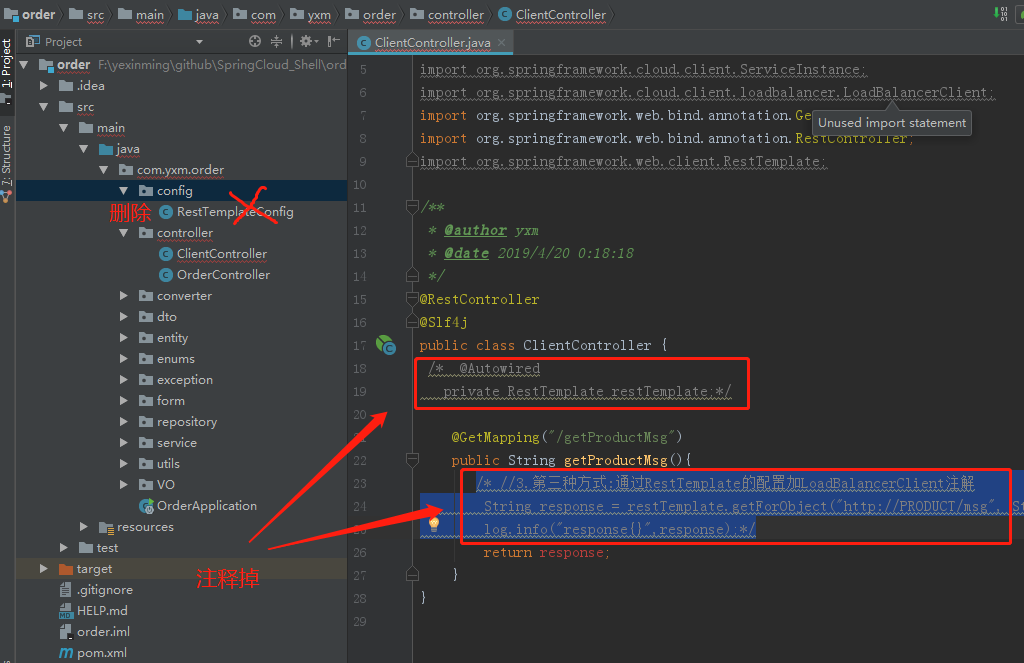 order src main java com yxm order controller ClientController
Project
ClientController.java
1: Project
7: Structure
order F:\yexinming\github\SpringCloud_Shell\ord
.idea
src
main
java
com.yxm.order
config
删除 RestTemplateConfig
controller
ClientController
OrderController
converter
dto
entity
enums
exception
form
repository
service
utils
VO
OrderApplication
resources
test
注释掉
target
.gitignore
HELP.md
order.iml
pom.xml
5 import org.springframework.cloud.client.ServiceInstance;
6 import org.springframework.cloud.client.loadbalancer.LoadBalancerClient;
7 import org.springframework.web.bind.annotation.Ge
Unused import statement
8 import org.springframework.web.bind.annotation.RestController;
9 import org.springframework.web.client.RestTemplate;
10
11 /**
12 * @author yxm
13 * @date 2019/4/20 0:18:18
14 */
15 @RestController
16 @Slf4j
17 public class ClientController {
18 /* @Autowired
19 private RestTemplate restTemplate;*/
20
@GetMapping("/getProductMsg")
22 public String getProductMsg(){
23 /* //3.第三种方式:通过RestTemplate的配置加LoadBalancerClient注解
24 String response = restTemplate.getForObject("http://PRODUCT/msg", St
log.info("response{}",response);*/
26 return response;
27 }
28 }
29